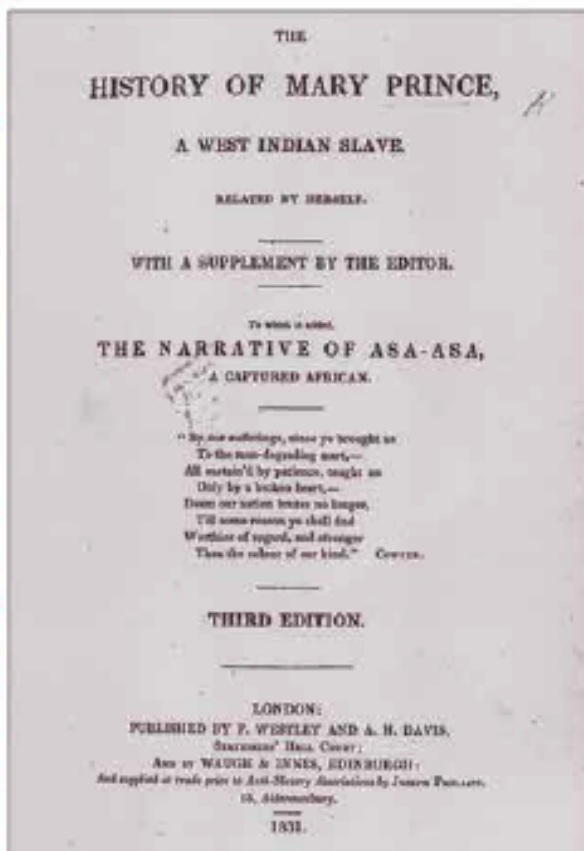 THE
HISTORY OF MARY PRINCE,
A WEST INDIAN SLAVE.
RELATED BY HERSELF.
WITH A SUPPLEMENT BY THE EDITOR.
To which is added,
THE NARRATIVE OF ASA-ASA,
A CAPTURED AFRICAN.
"By our sufferings, since ye brought us
To the man-degrading mart,—
All sustain'd by patience, taught us
Only by a broken heart,—
Deem our nation brutes no longer,
Till some reason ye shall find
Worthier of regard, and stronger
Than the colour of our kind." COWPER.
THIRD EDITION.
LONDON:
PUBLISHED BY F. WESTLEY AND A. H. DAVIS,
STATIONERS' HALL COURT;
AND BY WAUGH & INNES, EDINBURGH:
And supplied at trade price to Anti-Slavery Associations by JOSEPH PHILLIPS,
18, Aldermanbury.
1831.